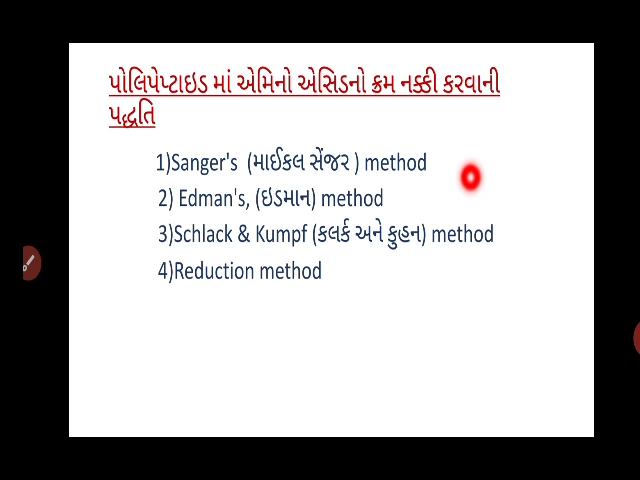 પોલિપેપ્ટાઇડ માં એમિનો એસિડનો ક્રમ નક્કી કરવાની
પદ્ધતિ
1)Sanger's (માઈકલ સેંજર ) method
2) Edman's, (ઇડમાન) method
3)Schlack & Kumpf (કલર્ક અને કુહન) method
4)Reduction method